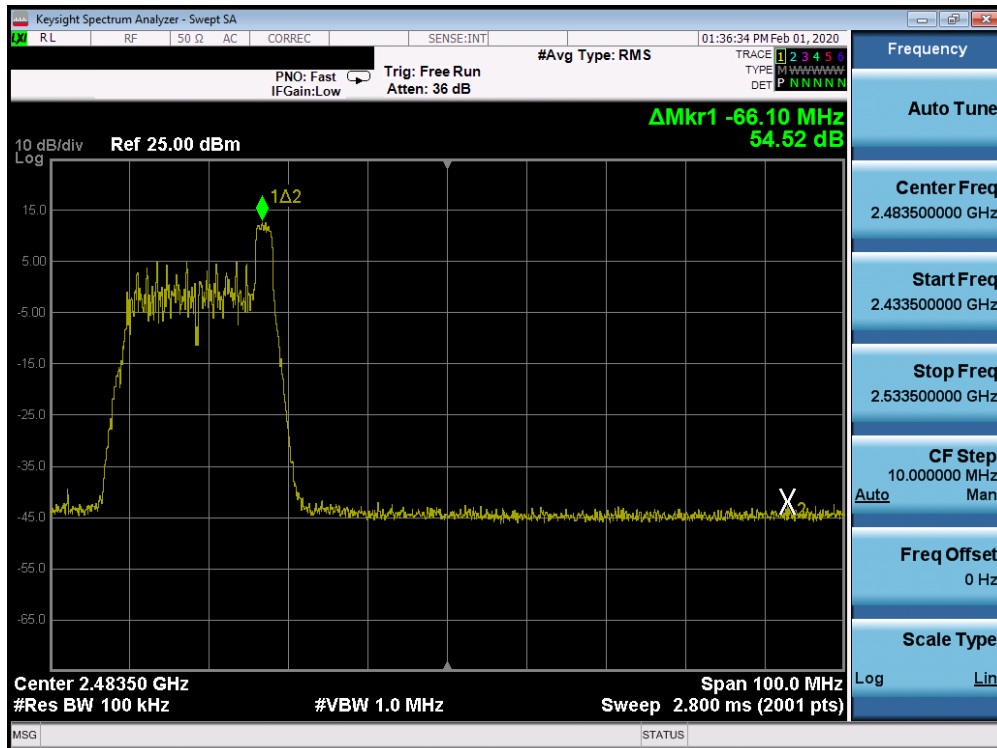 Keysight Spectrum Analyzer - Swept SA
LXI RL RF 50 Ω AC CORREC SENSE:INT 01:36:34 PM Feb 01, 2020
#Avg Type: RMS
TRACE 1 2 3 4 5 6
PNO: Fast Trig: Free Run
TYPE M W W W W W
IFGain:Low Atten: 36 dB
DET P N N N N N
ΔMkr1 -66.10 MHz
54.52 dB
10 dB/div Ref 25.00 dBm
Log
1Δ2
15.0
5.00
-5.00
-15.0
-25.0
-35.0
-45.0
X2
-55.0
-65.0
Center 2.48350 GHz Span 100.0 MHz
#Res BW 100 kHz #VBW 1.0 MHz Sweep 2.800 ms (2001 pts)
MSG STATUS
Frequency
Auto Tune
Center Freq
2.483500000 GHz
Start Freq
2.433500000 GHz
Stop Freq
2.533500000 GHz
CF Step
10.000000 MHz
Auto Man
Freq Offset
0 Hz
Scale Type
Log Lin